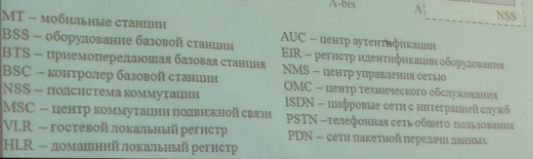 A-bis
A
NSS
МТ – мобильные станции
BSS – оборудование базовой станции
BTS – приемопередающая базовая станция
BSC – контролер базовой станции
NSS – подсистема коммутации
MSC – центр коммутации подвижной связи
VLR – гостевой локальный регистр
HLR – домашний локальный регистр
AUC – центр аутентификации
EIR – регистр идентификации оборудования
NMS – центр управления сетью
OMC – центр технического обслуживания
ISDN – цифровые сети с интеграцией служб
PSTN –телефонная сеть общего пользования
PDN – сети пакетной передачи данных